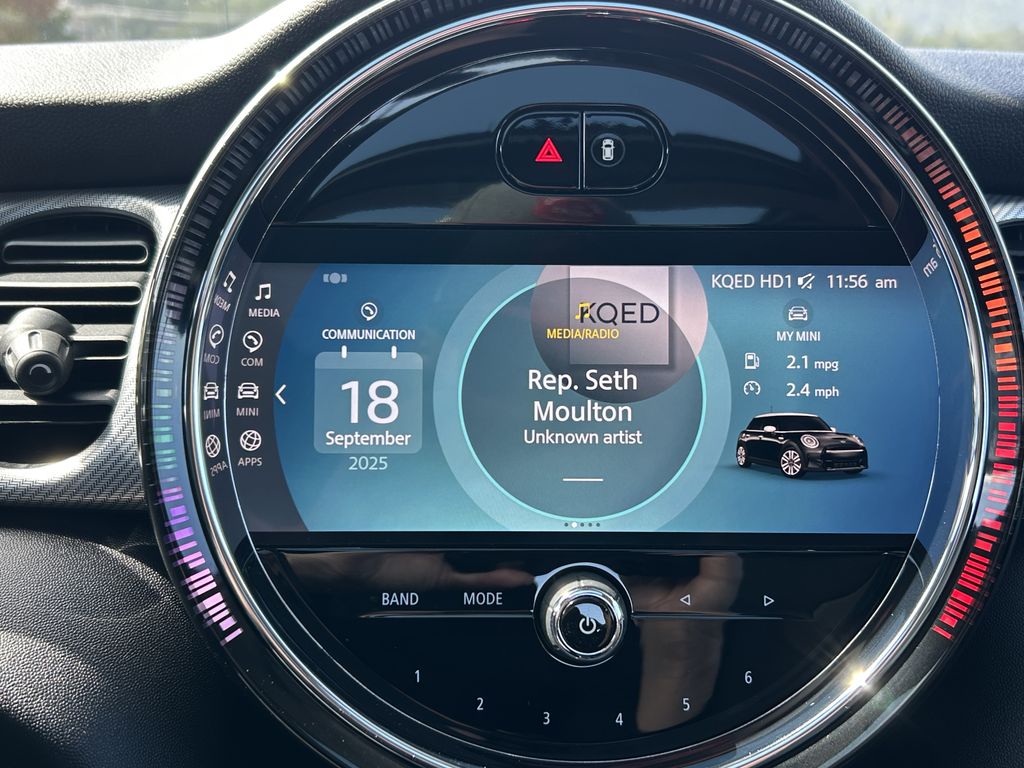 KQED HD1 11:56 am
MEDIA
COM
MINI
APPS
COMMUNICATION
18
September
2025
KQED
MEDIA/RADIO
Rep. Seth
Moulton
Unknown artist
MY MINI
2.1 mpg
2.4 mph
BAND MODE
1
2
3
4
5
6